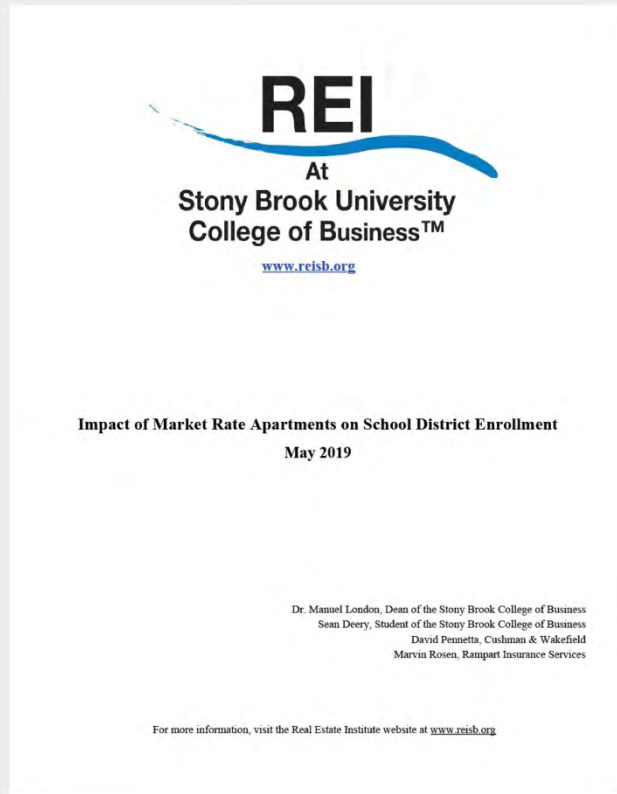 REI
At
Stony Brook University
College of Business™
www.reisb.org
Impact of Market Rate Apartments on School District Enrollment
May 2019
Dr. Manuel London, Dean of the Stony Brook College of Business
Sean Deery, Student of the Stony Brook College of Business
David Pennetta, Cushman & Wakefield
Marvin Rosen, Rampart Insurance Services
For more information, visit the Real Estate Institute website at www.reisb.org